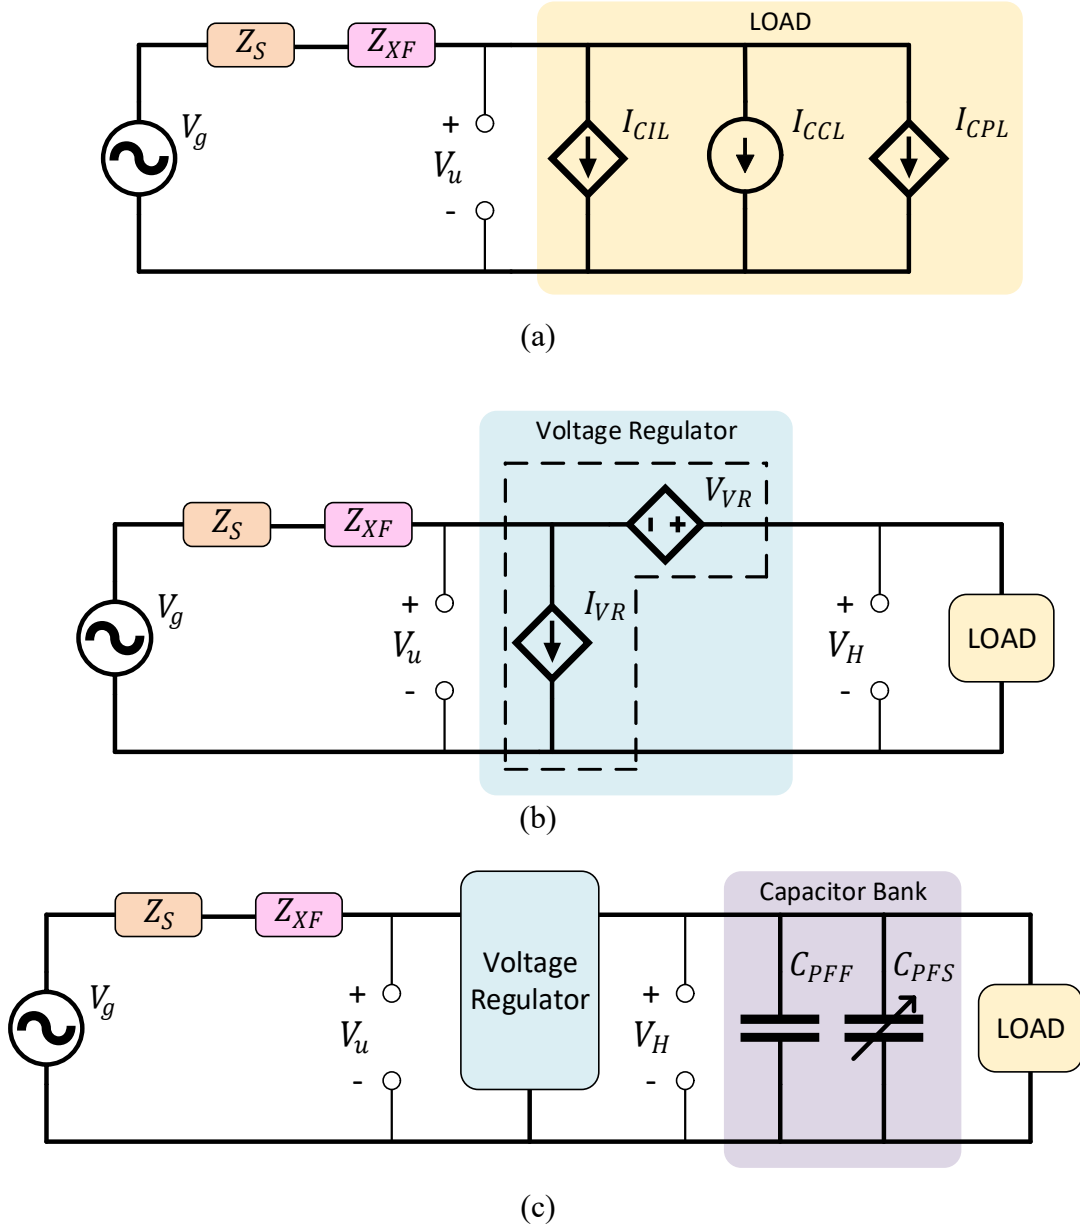 LOAD
Z_S
Z_XF
V_g
+
V_u
-
I_CIL
I_CCL
I_CPL
(a)
Voltage Regulator
V_VR
Z_S
Z_XF
- +
V_g
+
V_u
-
I_VR
+
V_H
-
LOAD
(b)
Capacitor Bank
Z_S
Z_XF
Voltage
Regulator
C_PFF
C_PFS
V_g
+
V_u
-
+
V_H
-
LOAD
(c)